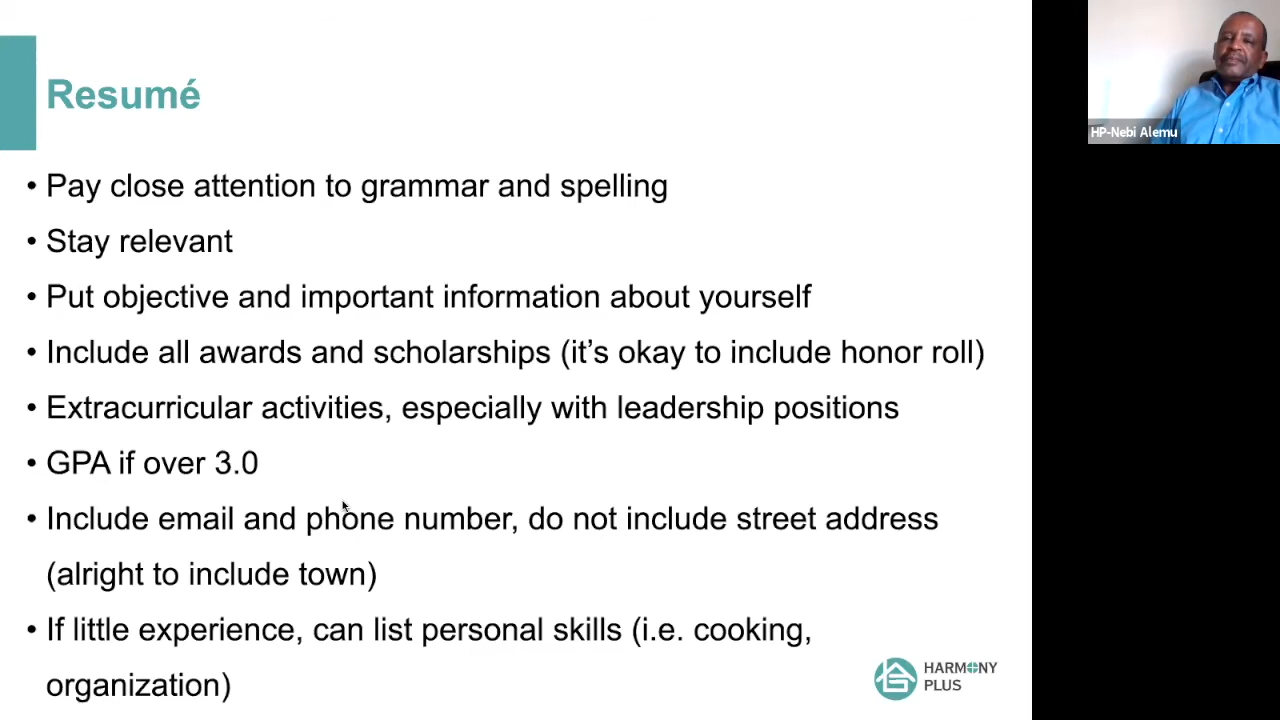 Resumé
• Pay close attention to grammar and spelling
• Stay relevant
• Put objective and important information about yourself
• Include all awards and scholarships (it’s okay to include honor roll)
• Extracurricular activities, especially with leadership positions
• GPA if over 3.0
• Include email and phone number, do not include street address
(alright to include town)
• If little experience, can list personal skills (i.e. cooking,
organization)
HARMONY
PLUS
HP-Nebi Alemu